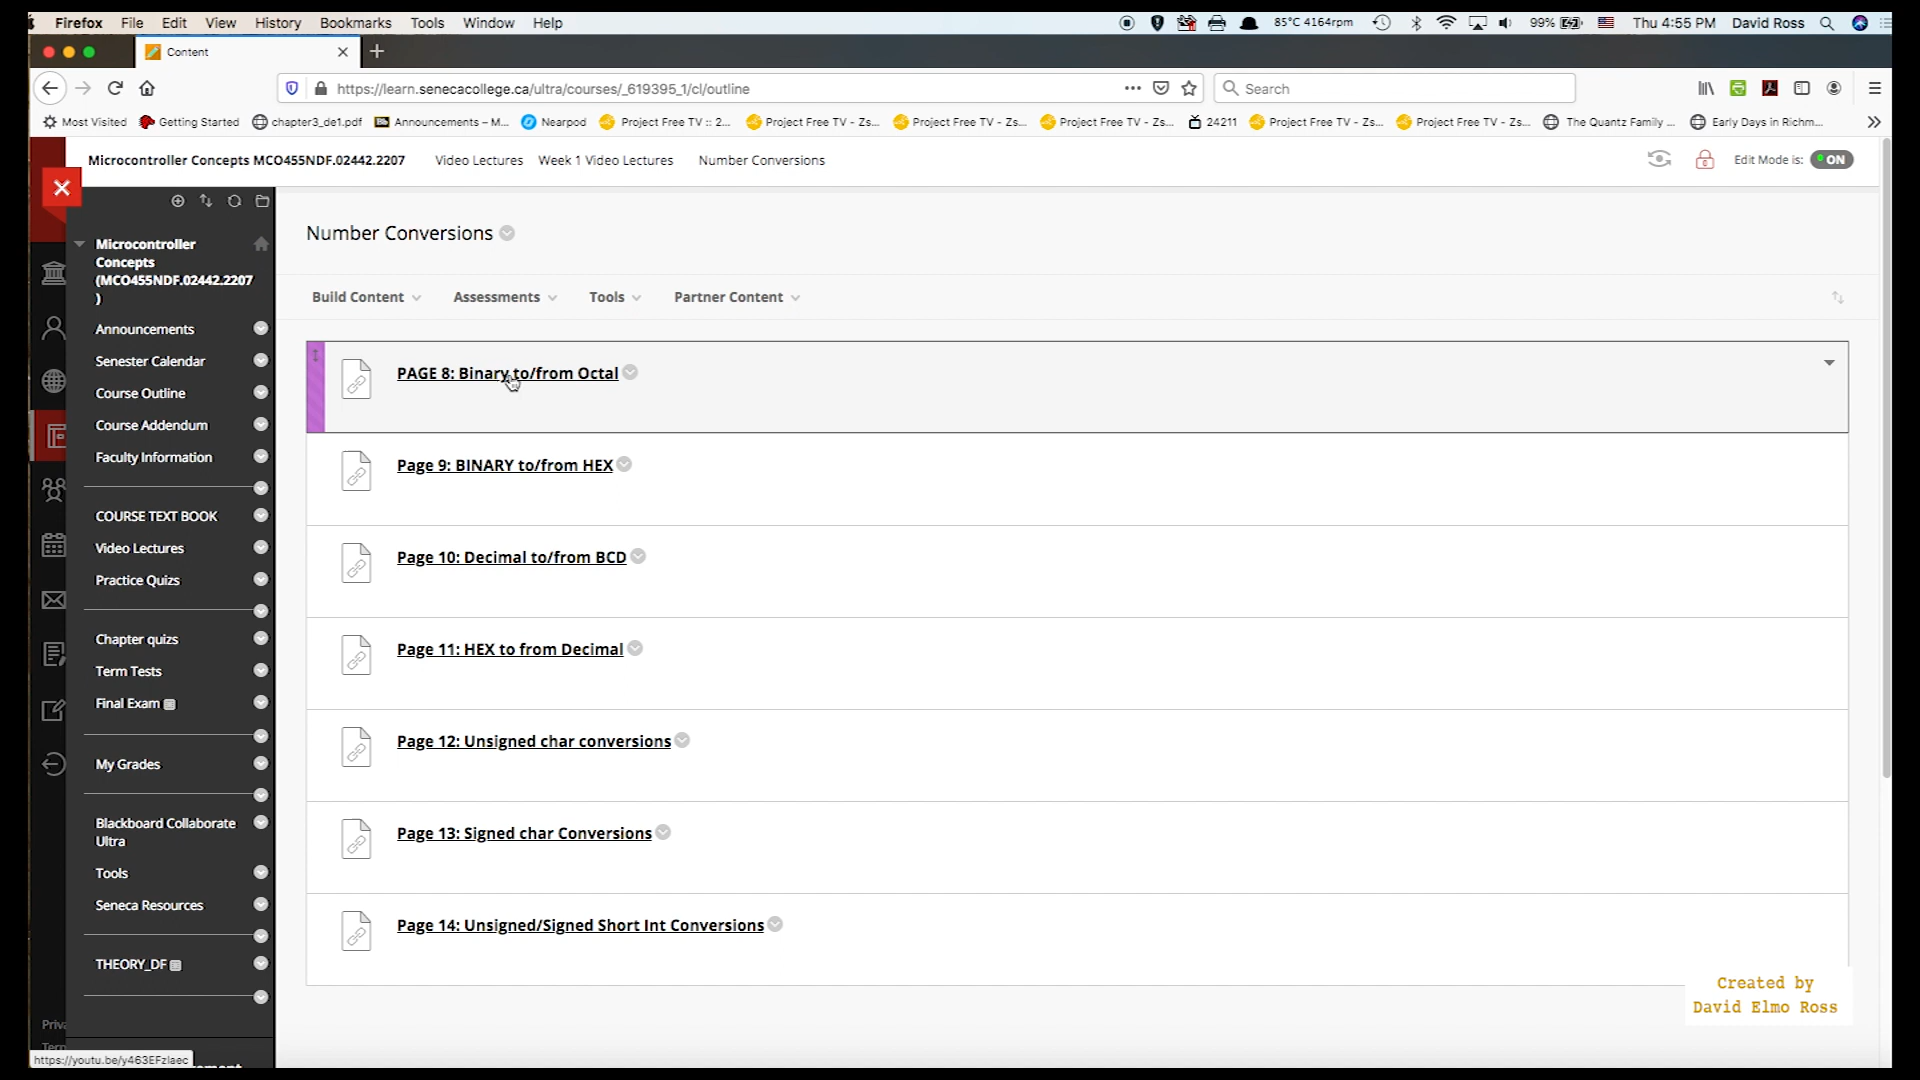 Firefox File Edit View History Bookmarks Tools Window Help 85°C 4164rpm 99% Thu 4:55 PM David Ross
Content
https://learn.senecacollege.ca/ultra/courses/_619395_1/cl/outline Search
Most Visited Getting Started chapter3_de1.pdf Announcements – M... Nearpod Project Free TV :: 2... Project Free TV - Zs... Project Free TV - Zs... Project Free TV - Zs... 24211 Project Free TV - Zs... Project Free TV - Zs... The Quantz Family ... Early Days in Richm...
Microcontroller Concepts MCO455NDF.02442.2207 Video Lectures Week 1 Video Lectures Number Conversions Edit Mode is: ON
Microcontroller
Concepts
(MCO455NDF.02442.2207
)
Announcements
Senester Calendar
Course Outline
Course Addendum
Faculty Information
COURSE TEXT BOOK
Video Lectures
Practice Quizs
Chapter quizs
Term Tests
Final Exam
My Grades
Blackboard Collaborate
Ultra
Tools
Seneca Resources
THEORY_DF
Number Conversions
Build Content Assessments Tools Partner Content
PAGE 8: Binary to/from Octal
Page 9: BINARY to/from HEX
Page 10: Decimal to/from BCD
Page 11: HEX to from Decimal
Page 12: Unsigned char conversions
Page 13: Signed char Conversions
Page 14: Unsigned/Signed Short Int Conversions
Created by
David Elmo Ross
https://youtu.be/y463EFzlaec